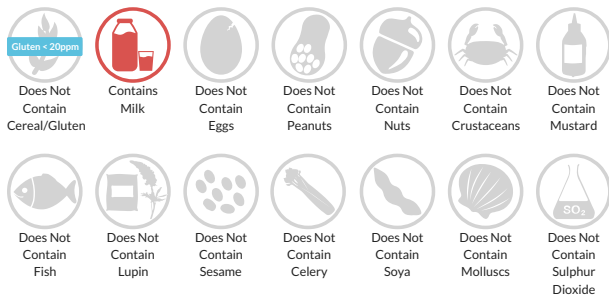 Gluten < 20ppm
Does Not
Contain
Cereal/Gluten
Contains
Milk
Does Not
Contain
Eggs
Does Not
Contain
Peanuts
Does Not
Contain
Nuts
Does Not
Contain
Crustaceans
Does Not
Contain
Mustard
Does Not
Contain
Fish
Does Not
Contain
Lupin
Does Not
Contain
Sesame
Does Not
Contain
Celery
Does Not
Contain
Soya
Does Not
Contain
Molluscs
SO₂
Does Not
Contain
Sulphur
Dioxide